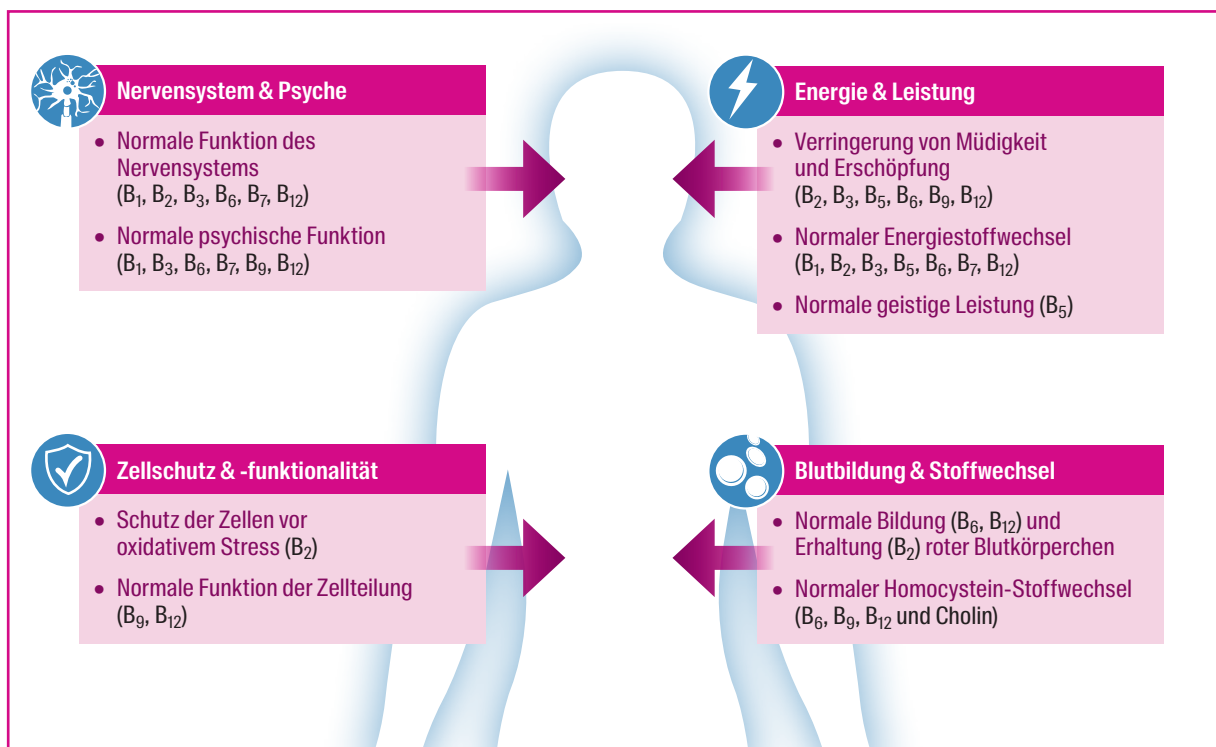 Nervensystem & Psyche
• Normale Funktion des
Nervensystems
(B₁, B₂, B₃, B₆, B₇, B₁₂)
• Normale psychische Funktion
(B₁, B₃, B₆, B₇, B₉, B₁₂)
Energie & Leistung
• Verringerung von Müdigkeit
und Erschöpfung
(B₂, B₃, B₅, B₆, B₉, B₁₂)
• Normaler Energiestoffwechsel
(B₁, B₂, B₃, B₅, B₆, B₇, B₁₂)
• Normale geistige Leistung (B₅)
Zellschutz & -funktionalität
• Schutz der Zellen vor
oxidativem Stress (B₂)
• Normale Funktion der Zellteilung
(B₉, B₁₂)
Blutbildung & Stoffwechsel
• Normale Bildung (B₆, B₁₂) und
Erhaltung (B₂) roter Blutkörperchen
• Normaler Homocystein-Stoffwechsel
(B₆, B₉, B₁₂ und Cholin)